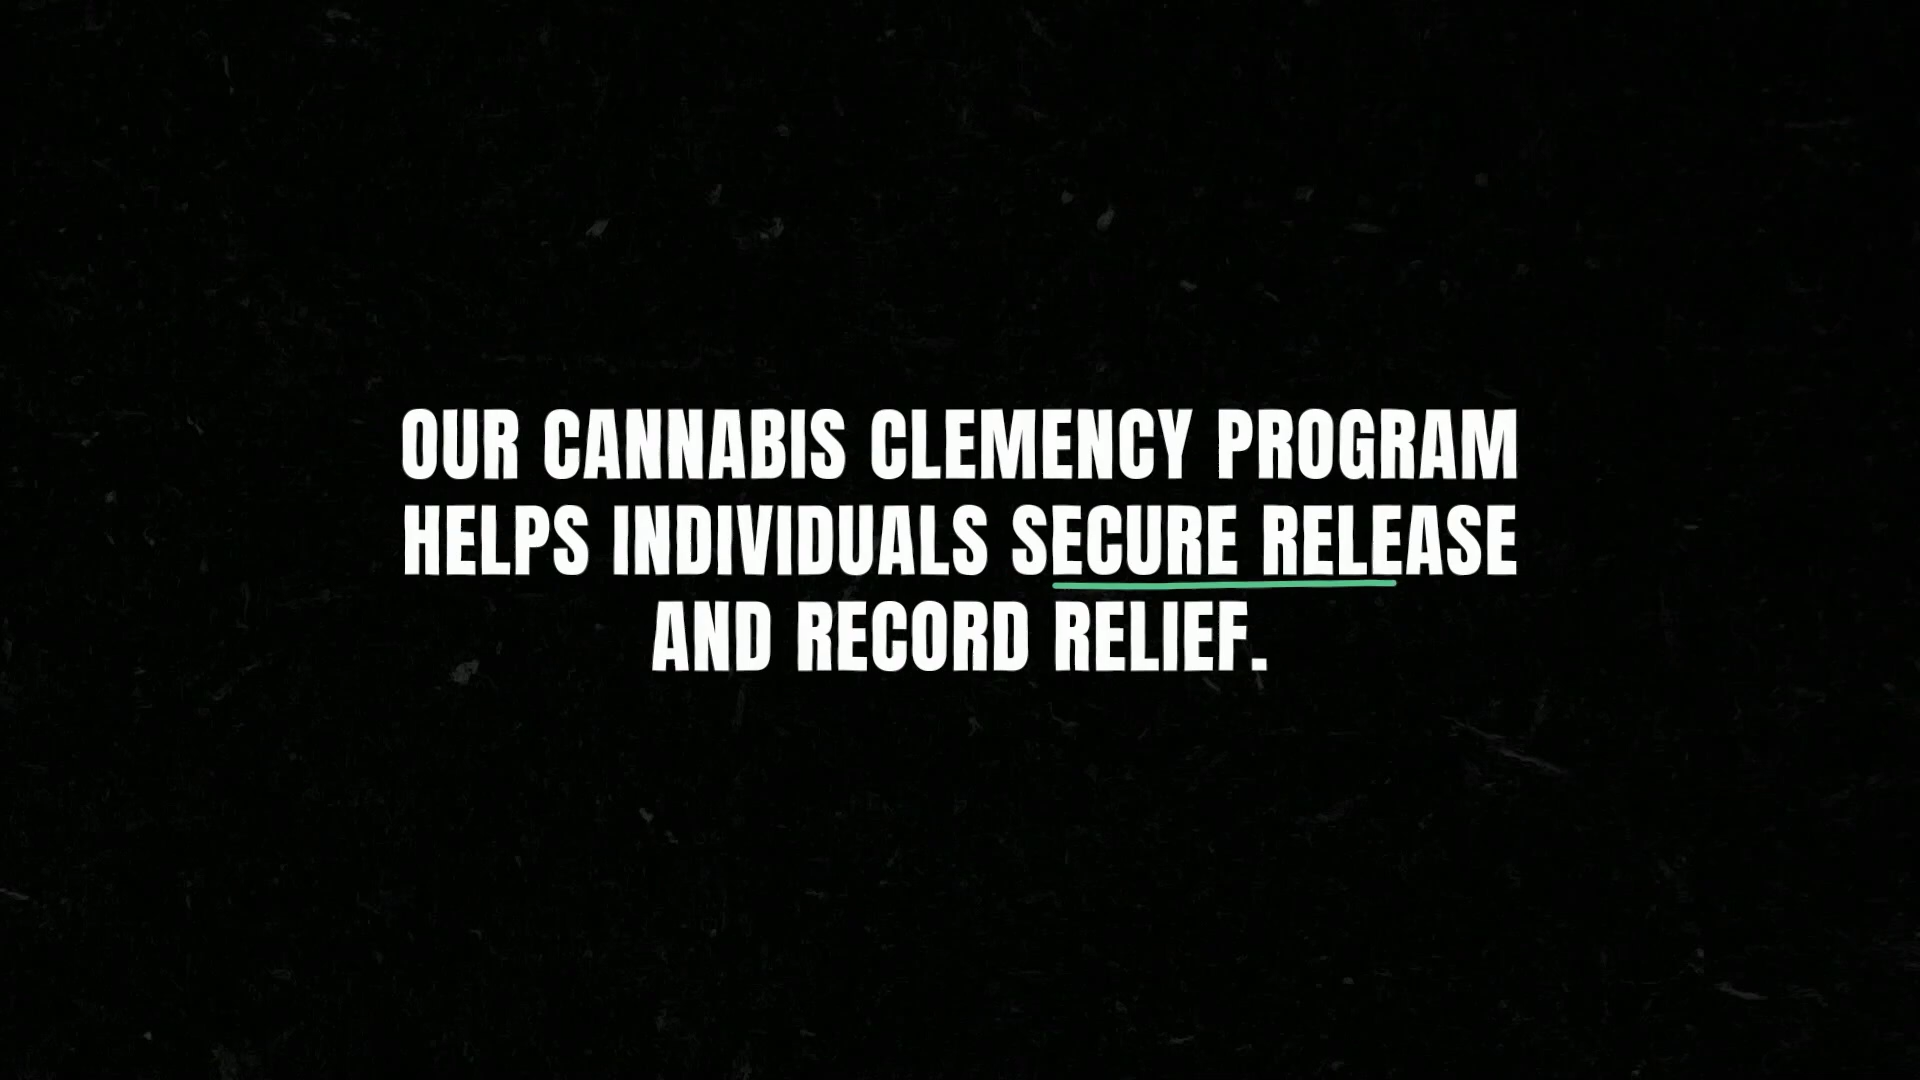 OUR CANNABIS CLEMENCY PROGRAM
HELPS INDIVIDUALS SECURE RELEASE
AND RECORD RELIEF.